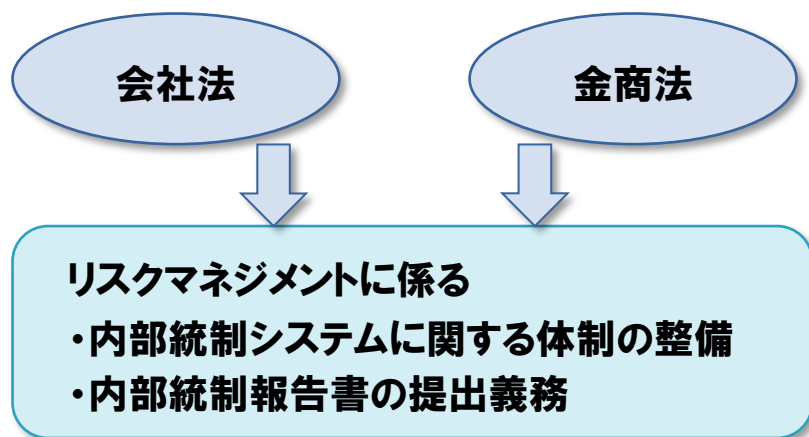 会社法
金商法
リスクマネジメントに係る
・内部統制システムに関する体制の整備
・内部統制報告書の提出義務